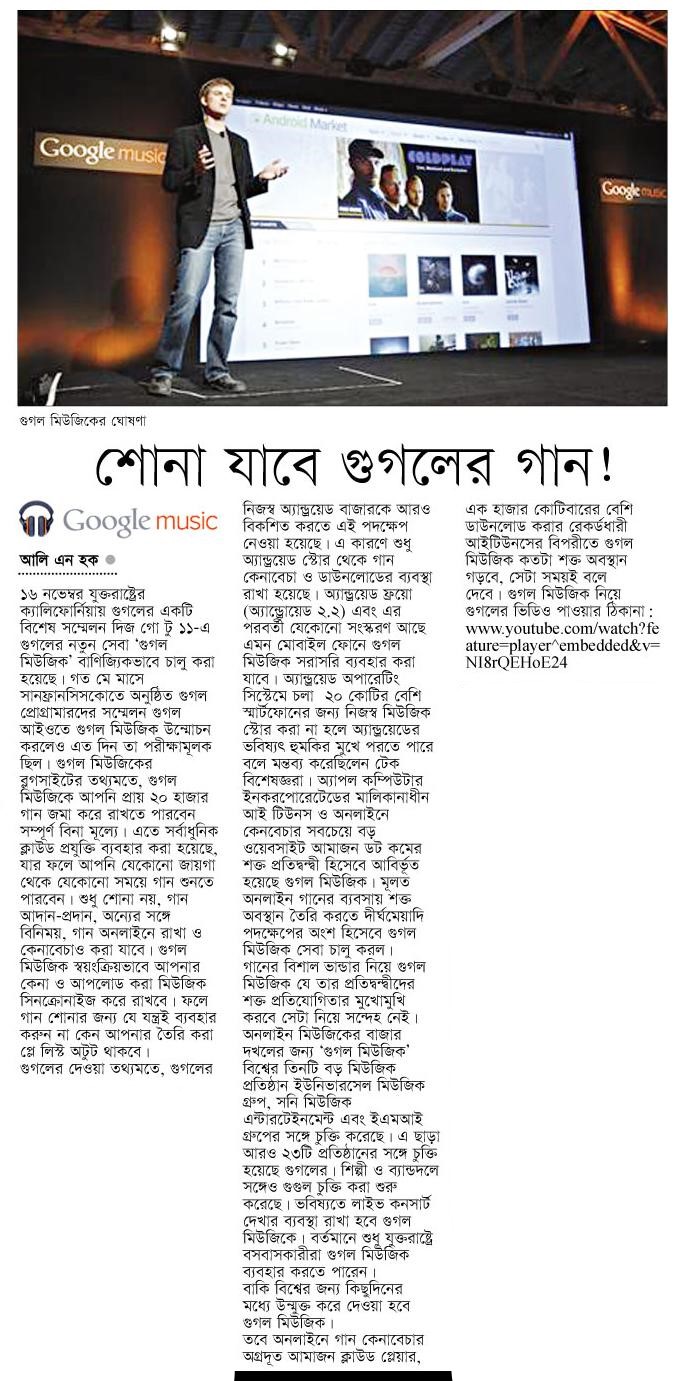 Google music
Android Market
COLDPLAY
Google music
গুগল মিউজিকের ঘোষণা
শোনা যাবে গুগলের গান!
Google music
আলি এন হক
১৬ নভেম্বর যুক্তরাষ্ট্রের
ক্যালিফোর্নিয়ায় গুগলের একটি
বিশেষ সম্মেলন দিজ গো টু ১১-এ
গুগলের নতুন সেবা ‘গুগল
মিউজিক’ বাণিজ্যিকভাবে চালু করা
হয়েছে। গত মে মাসে
সানফ্রানসিসকোতে অনুষ্ঠিত গুগল
প্রোগ্রামারদের সম্মেলন গুগল
আইওতে গুগল মিউজিক উন্মোচন
করলেও এত দিন তা পরীক্ষামূলক
ছিল। গুগল মিউজিকের
ব্লগসাইটের তথ্যমতে, গুগল
মিউজিকে আপনি প্রায় ২০ হাজার
গান জমা করে রাখতে পারবেন
সম্পূর্ণ বিনা মূল্যে। এতে সর্বাধুনিক
ক্লাউড প্রযুক্তি ব্যবহার করা হয়েছে,
যার ফলে আপনি যেকোনো জায়গা
থেকে যেকোনো সময়ে গান শুনতে
পারবেন। শুধু শোনা নয়, গান
আদান-প্রদান, অন্যের সঙ্গে
বিনিময়, গান অনলাইনে রাখা ও
কেনাবেচাও করা যাবে। গুগল
মিউজিক স্বয়ংক্রিয়ভাবে আপনার
কেনা ও আপলোড করা মিউজিক
সিনক্রোনাইজ করে রাখবে। ফলে
গান শোনার জন্য যে যন্ত্রই ব্যবহার
করুন না কেন আপনার তৈরি করা
প্লে লিস্ট অটুট থাকবে।
গুগলের দেওয়া তথ্যমতে, গুগলের
নিজস্ব অ্যান্ড্রয়েড বাজারকে আরও
বিকশিত করতে এই পদক্ষেপ
নেওয়া হয়েছে। এ কারণে শুধু
অ্যান্ড্রয়েড স্টোর থেকে গান
কেনাবেচা ও ডাউনলোডের ব্যবস্থা
রাখা হয়েছে। অ্যান্ড্রয়েড ফ্রয়ো
(অ্যান্ড্রোয়েড ২.২) এবং এর
পরবর্তী যেকোনো সংস্করণ আছে
এমন মোবাইল ফোনে গুগল
মিউজিক সরাসরি ব্যবহার করা
যাবে। অ্যান্ড্রয়েড অপারেটিং
সিস্টেমে চলা ২০ কোটির বেশি
স্মার্টফোনের জন্য নিজস্ব মিউজিক
স্টোর করা না হলে অ্যান্ড্রয়েডের
ভবিষ্যৎ হুমকির মুখে পরতে পারে
বলে মন্তব্য করেছিলেন টেক
বিশেষজ্ঞরা। অ্যাপল কম্পিউটার
ইনকরপোরেটেডের মালিকানাধীন
আই টিউনস ও অনলাইনে
কেনবেচার সবচেয়ে বড়
ওয়েবসাইট আমাজন ডট কমের
শক্ত প্রতিদ্বন্দ্বী হিসেবে আবির্ভূত
হয়েছে গুগল মিউজিক। মূলত
অনলাইন গানের ব্যবসায় শক্ত
অবস্থান তৈরি করতে দীর্ঘমেয়াদি
পদক্ষেপের অংশ হিসেবে গুগল
মিউজিক সেবা চালু করল।
গানের বিশাল ভান্ডার নিয়ে গুগল
মিউজিক যে তার প্রতিদ্বন্দ্বীদের
শক্ত প্রতিযোগিতার মুখোমুখি
করবে সেটা নিয়ে সন্দেহ নেই।
অনলাইন মিউজিকের বাজার
দখলের জন্য ‘গুগল মিউজিক’
বিশ্বের তিনটি বড় মিউজিক
প্রতিষ্ঠান ইউনিভারসেল মিউজিক
গ্রুপ, সনি মিউজিক
এন্টারটেইনমেন্ট এবং ইএমআই
গ্রুপের সঙ্গে চুক্তি করেছে। এ ছাড়া
আরও ২৩টি প্রতিষ্ঠানের সঙ্গে চুক্তি
হয়েছে গুগলের। শিল্পী ও ব্যান্ডদলে
সঙ্গেও গুগুল চুক্তি করা শুরু
করেছে। ভবিষ্যতে লাইভ কনসার্ট
দেখার ব্যবস্থা রাখা হবে গুগল
মিউজিকে। বর্তমানে শুধু যুক্তরাষ্ট্রে
বসবাসকারীরা গুগল মিউজিক
ব্যবহার করতে পারেন।
বাকি বিশ্বের জন্য কিছুদিনের
মধ্যে উন্মুক্ত করে দেওয়া হবে
গুগল মিউজিক।
তবে অনলাইনে গান কেনাবেচার
অগ্রদূত আমাজন ক্লাউড প্লেয়ার,
এক হাজার কোটিবারের বেশি
ডাউনলোড করার রেকর্ডধারী
আইটিউনসের বিপরীতে গুগল
মিউজিক কতটা শক্ত অবস্থান
গড়বে, সেটা সময়ই বলে
দেবে। গুগল মিউজিক নিয়ে
গুগলের ভিডিও পাওয়ার ঠিকানা :
www.youtube.com/watch?fe
ature=player^embedded&v=
NI8rQEHoE24